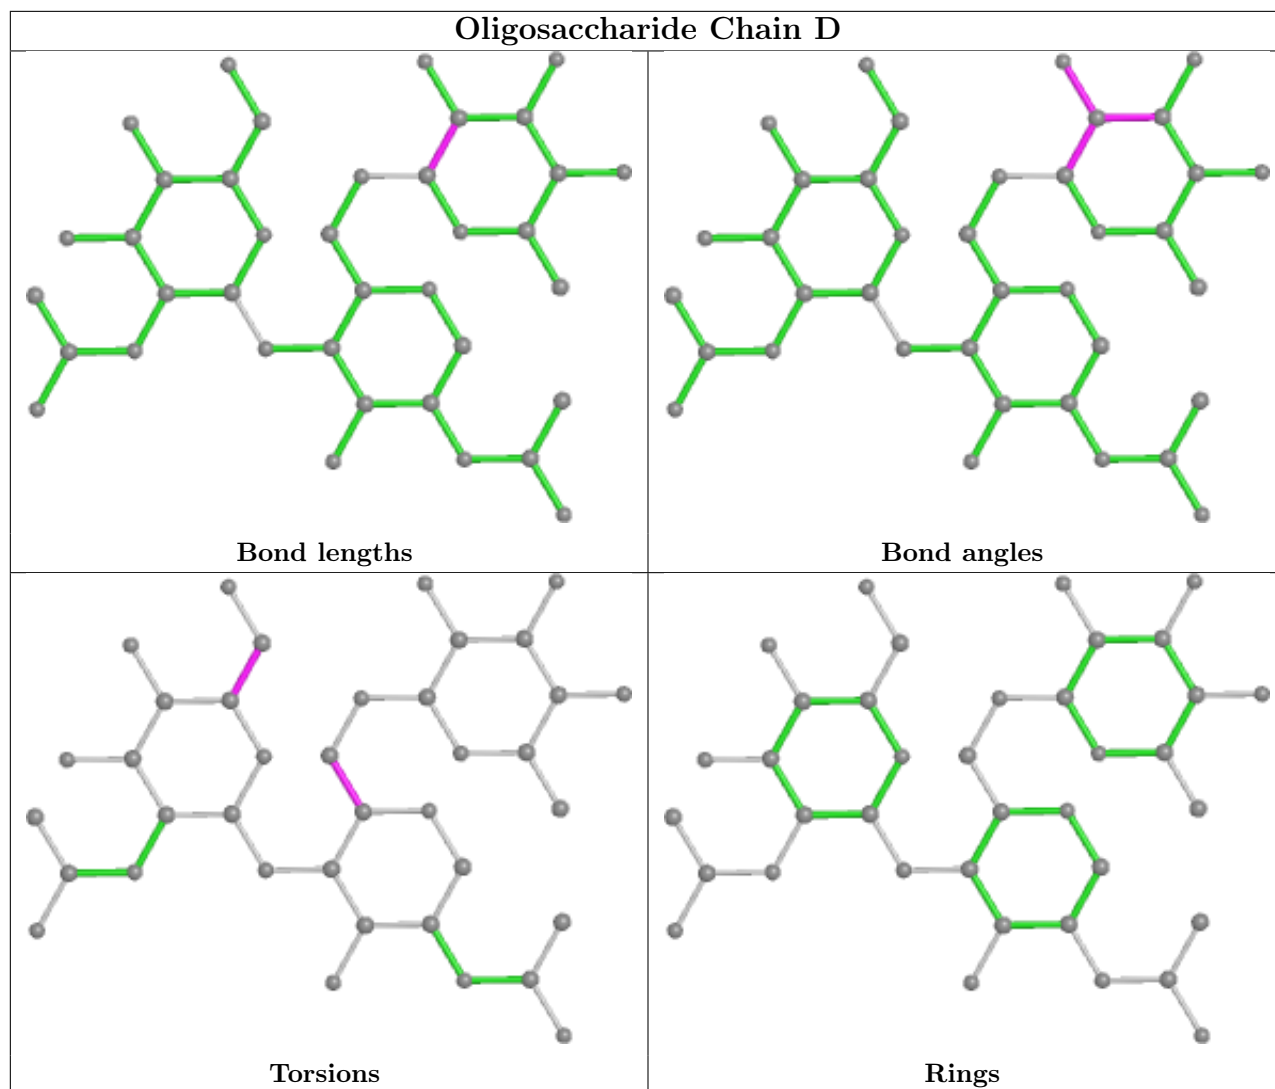 Oligosaccharide Chain D
Bond lengths
Bond angles
Torsions
Rings